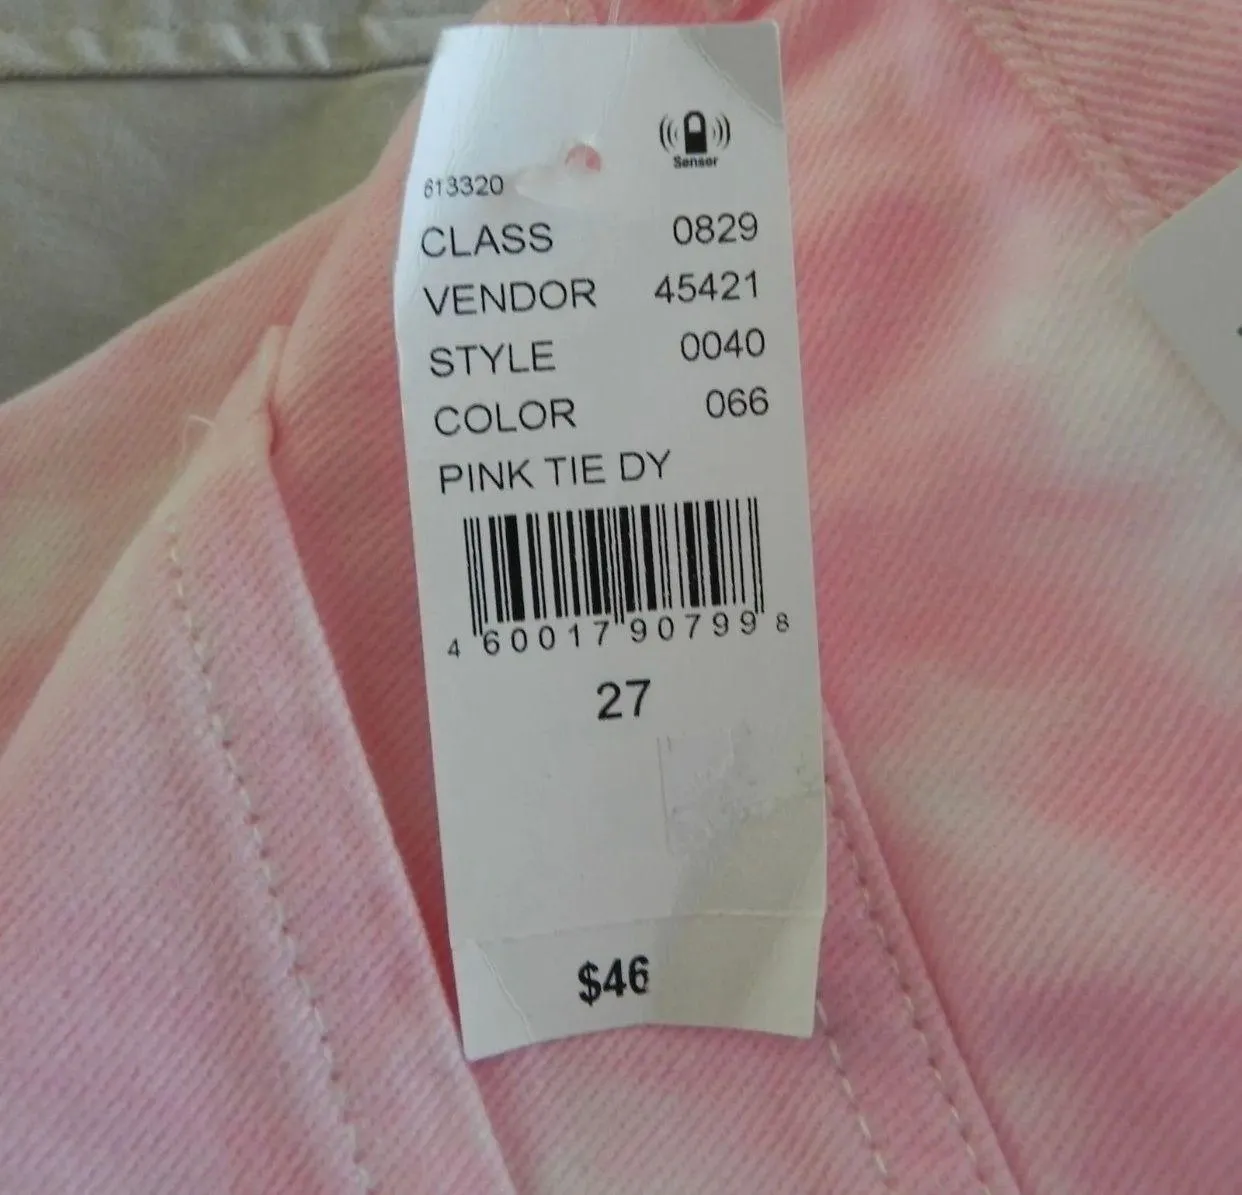 Sensor
613320
CLASS 0829
VENDOR 45421
STYLE 0040
COLOR 066
PINK TIE DY
4 60017 90799 8
27
$46